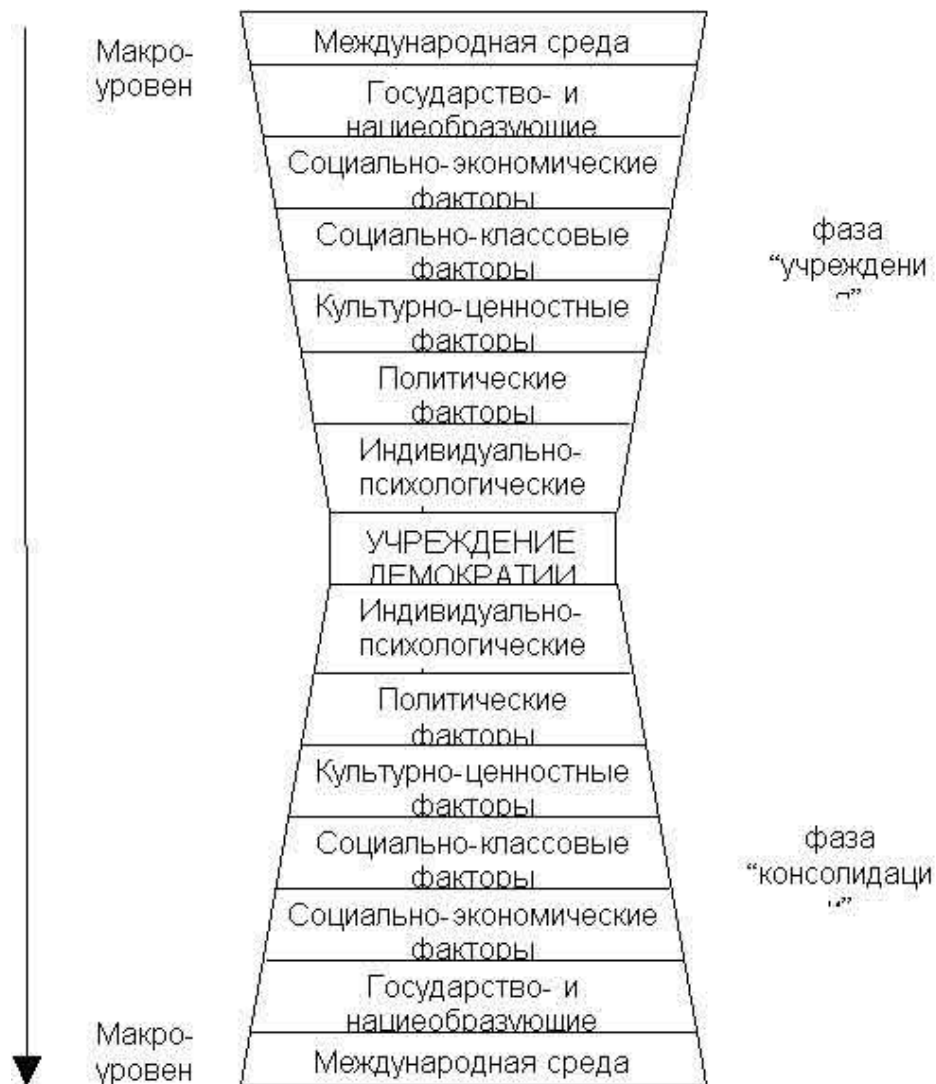 Макро-
уровен
Международная среда
Государство- и
нациеобразующие
Социально-экономические
факторы
Социально-классовые
факторы
Культурно-ценностные
факторы
Политические
факторы
Индивидуально-
психологические
фаза
“учреждени
УЧРЕЖДЕНИЕ
ДЕМОКРАТИИ
Индивидуально-
психологические
Политические
факторы
Культурно-ценностные
факторы
Социально-классовые
факторы
Социально-экономические
факторы
Государство- и
нациеобразующие
Международная среда
фаза
“консолидаци
Макро-
уровен